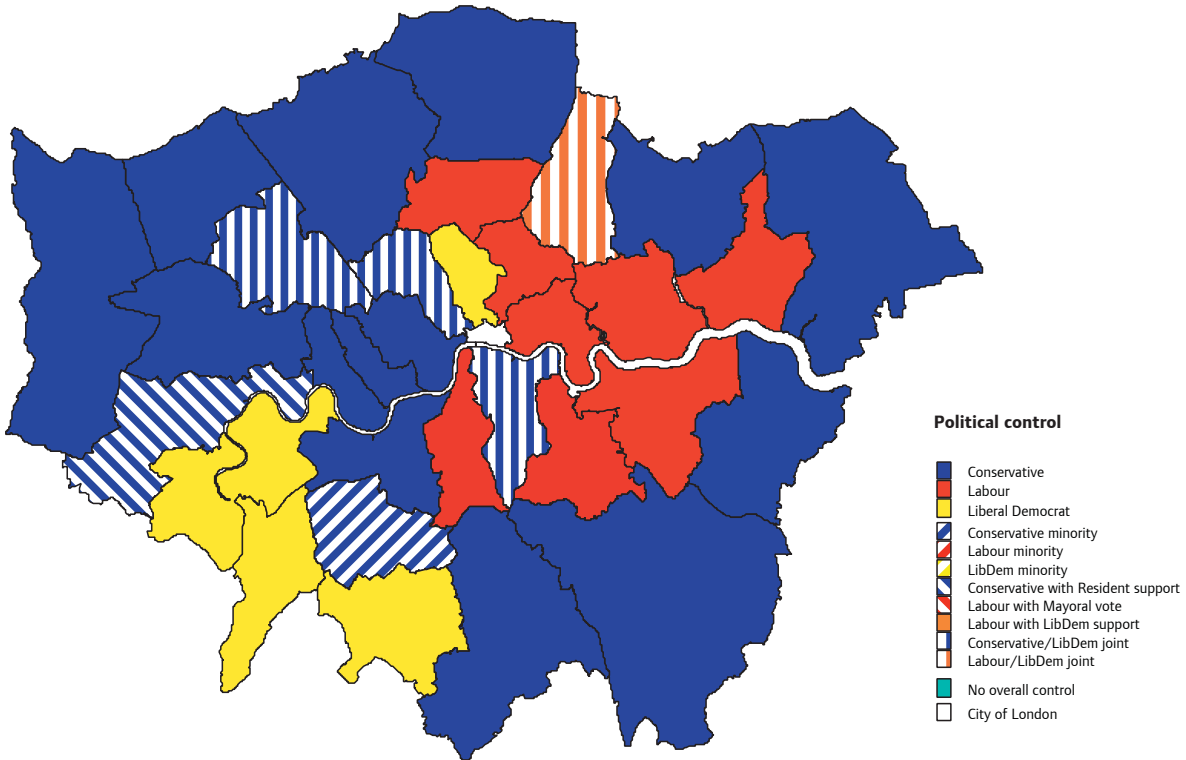 Political control
Conservative
Labour
Liberal Democrat
Conservative minority
Labour minority
LibDem minority
Conservative with Resident support
Labour with Mayoral vote
Labour with LibDem support
Conservative/LibDem joint
Labour/LibDem joint
No overall control
City of London